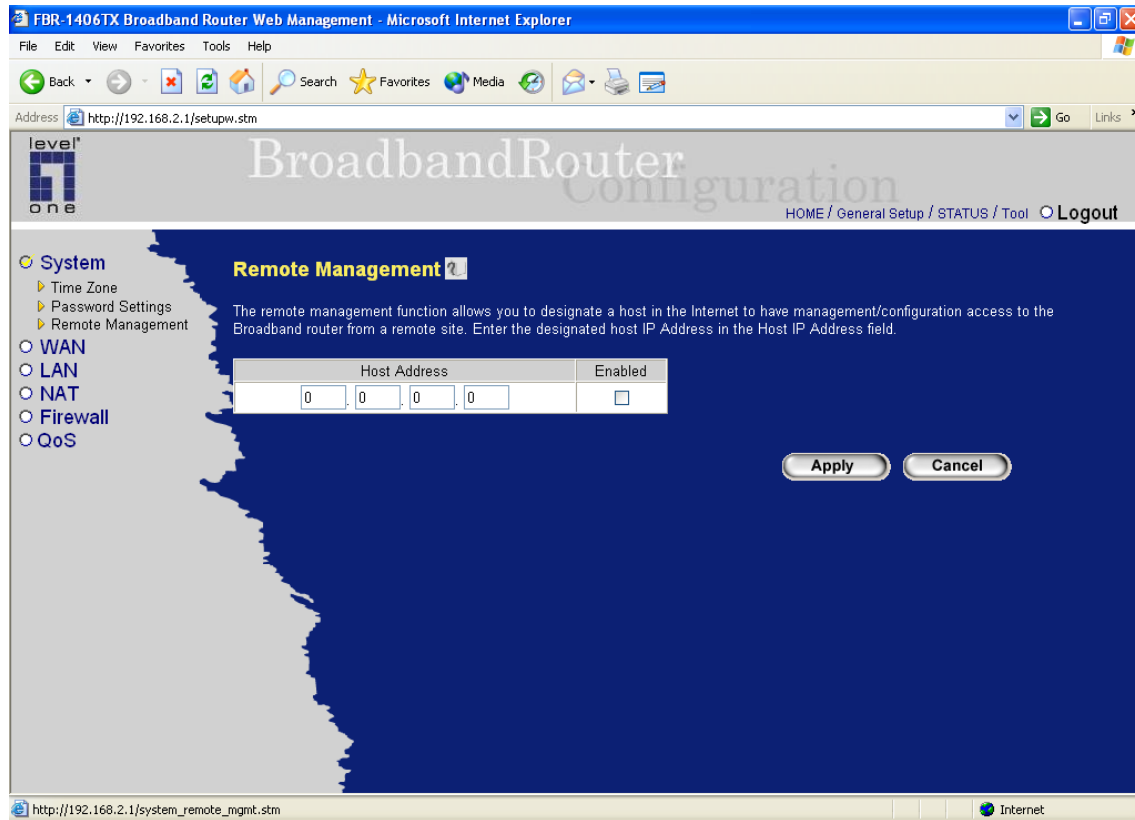 FBR-1406TX Broadband Router Web Management - Microsoft Internet Explorer
File Edit View Favorites Tools Help
Back Search Favorites Media
Address http://192.168.2.1/setupw.stm Go Links
level one
BroadbandRouter
Configuration
HOME / General Setup / STATUS / Tool Logout
System
Time Zone
Password Settings
Remote Management
WAN
LAN
NAT
Firewall
QoS
Remote Management
The remote management function allows you to designate a host in the Internet to have management/configuration access to the
Broadband router from a remote site. Enter the designated host IP Address in the Host IP Address field.
Host Address Enabled
0 . 0 . 0 . 0
Apply Cancel
http://192.168.2.1/system_remote_mgmt.stm Internet